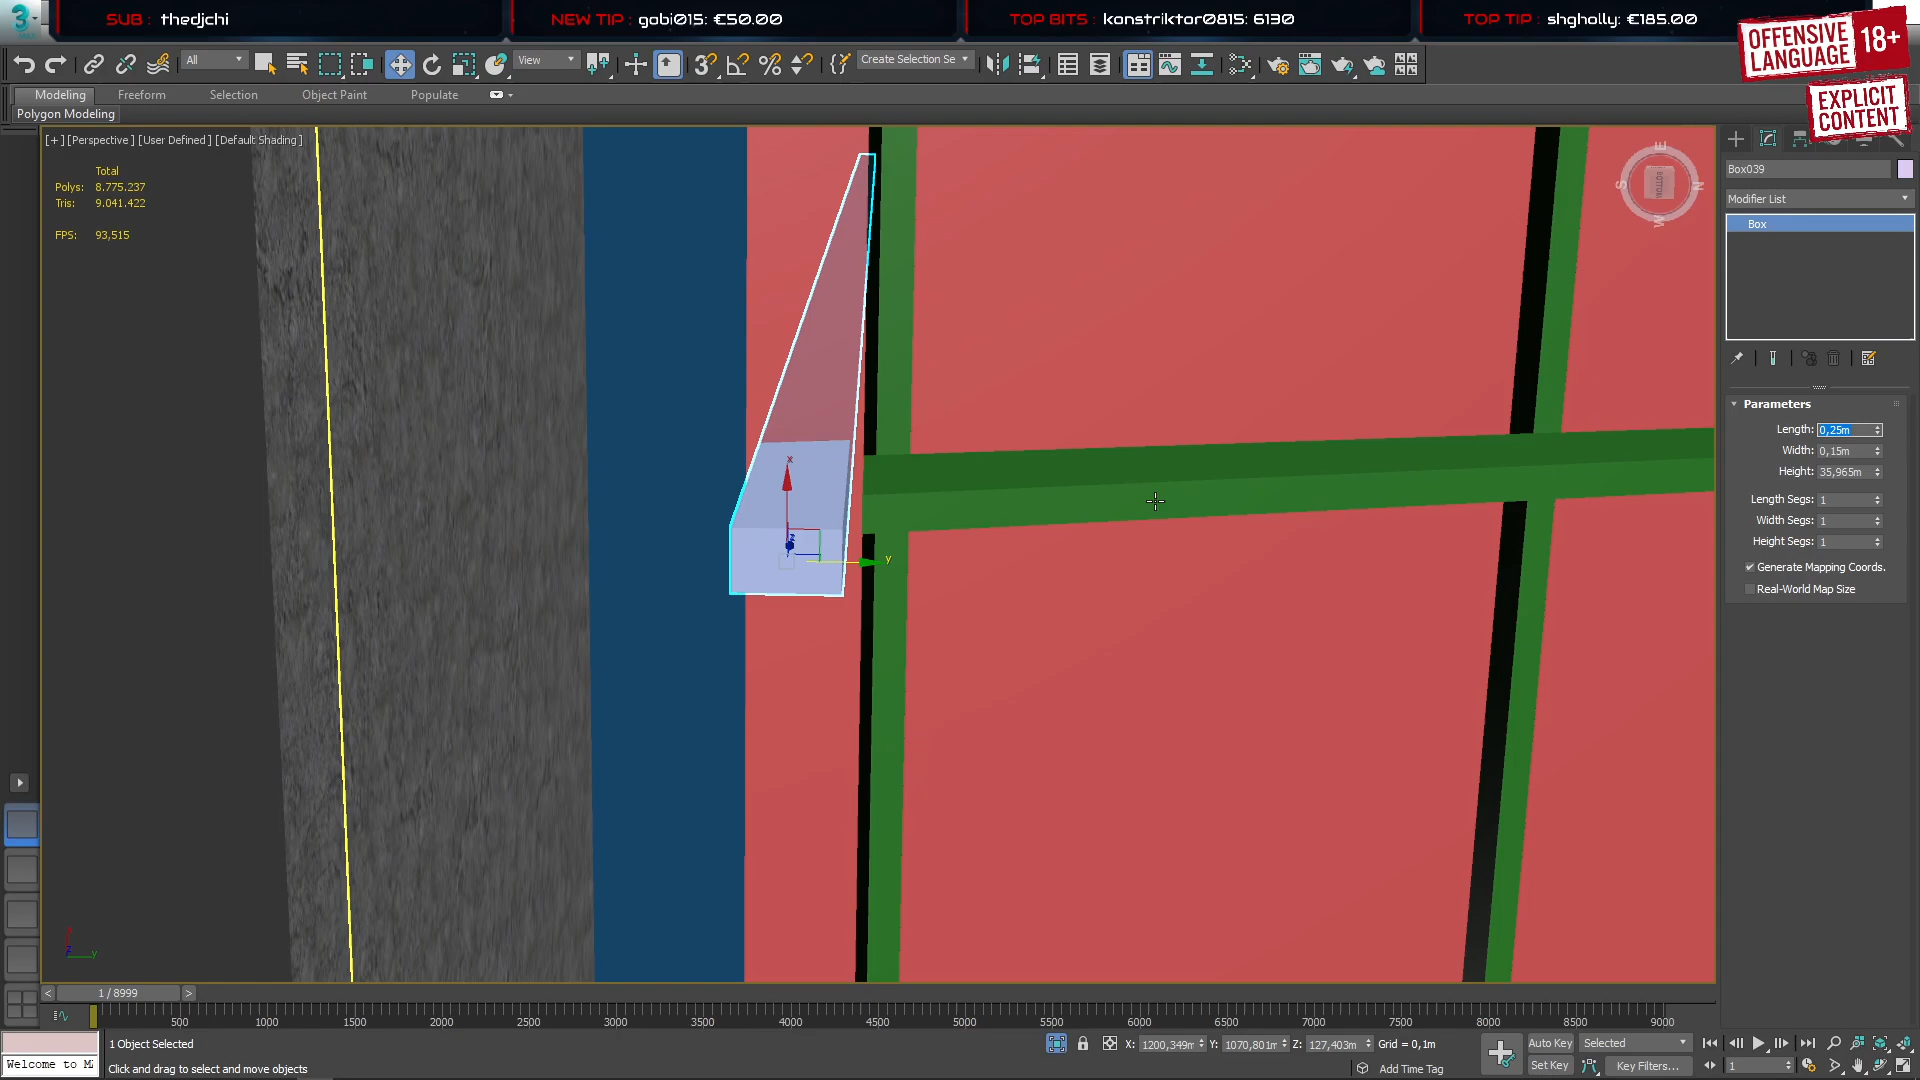 SUB : thedjchi
NEW TIP : gabi015: €50.00
TOP BITS : konstriktor0815: 6130
TOP TIP : shgholly: €185.00
OFFENSIVE LANGUAGE 18+
EXPLICIT CONTENT
All
View
Create Selection Se
Modeling
Freeform
Selection
Object Paint
Populate
Polygon Modeling
[+] [Perspective ] [User Defined ] [Default Shading ]
Total
Polys: 8.775.237
Tris: 9.041.422
FPS: 93,515
E
S
N
W
BOTTOM
x
y
z
Box039
Modifier List
Box
Parameters
Length: 0,25m
Width: 0,15m
Height: 35,965m
Length Segs: 1
Width Segs: 1
Height Segs: 1
Generate Mapping Coords.
Real-World Map Size
1 / 8999
500 1000 1500 2000 2500 3000 3500 4000 4500 5000 5500 6000 6500 7000 7500 8000 8500 9000
1 Object Selected
X: 1200,349m Y: 1070,801m Z: 127,403m Grid = 0,1m
Auto Key Selected
Welcome to Mi
Click and drag to select and move objects
Add Time Tag
Set Key
Key Filters...
1